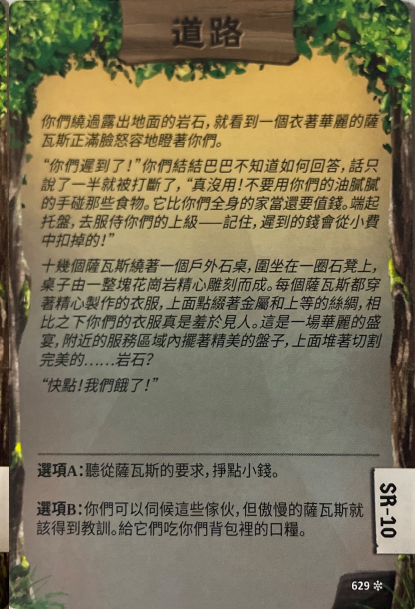 道路
你們繞過露出地面的岩石，就看到一個衣著華麗的薩
瓦斯正滿臉怒容地瞪著你們。
“你們遲到了！”你們結結巴巴不知道如何回答，話只
說了一半就被打斷了，“真沒用！不要用你們的油膩膩
的手碰那些食物。它比你們全身的家當還要值錢。端起
托盤，去服侍你們的上級——記住，遲到的錢會從小費
中扣掉的！”
十幾個薩瓦斯繞著一個戶外石桌，圍坐在一圈石凳上，
桌子由一整塊花崗岩精心雕刻而成。每個薩瓦斯都穿
著精心製作的衣服，上面點綴著金屬和上等的絲綢，相
比之下你們的衣服真是羞於見人。這是一場華麗的盛
宴，附近的服務區域內擺著精美的盤子，上面堆著切割
完美的……岩石？
“快點！我們餓了！”
選項A：聽從薩瓦斯的要求，掙點小錢。
選項B：你們可以伺候這些傢伙，但傲慢的薩瓦斯就
該得到教訓。給它們吃你們背包裡的口糧。
SR-10
629